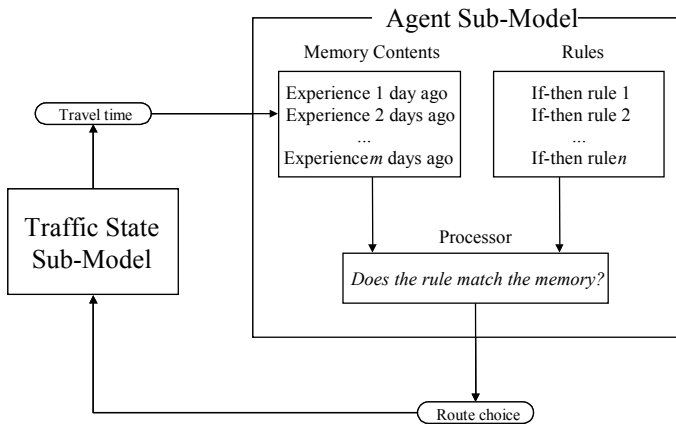 Agent Sub-Model
Memory Contents
Rules
Experience 1 day ago
Experience 2 days ago
...
Experience m days ago
If-then rule 1
If-then rule 2
...
If-then rule n
Travel time
Traffic State
Sub-Model
Processor
Does the rule match the memory?
Route choice